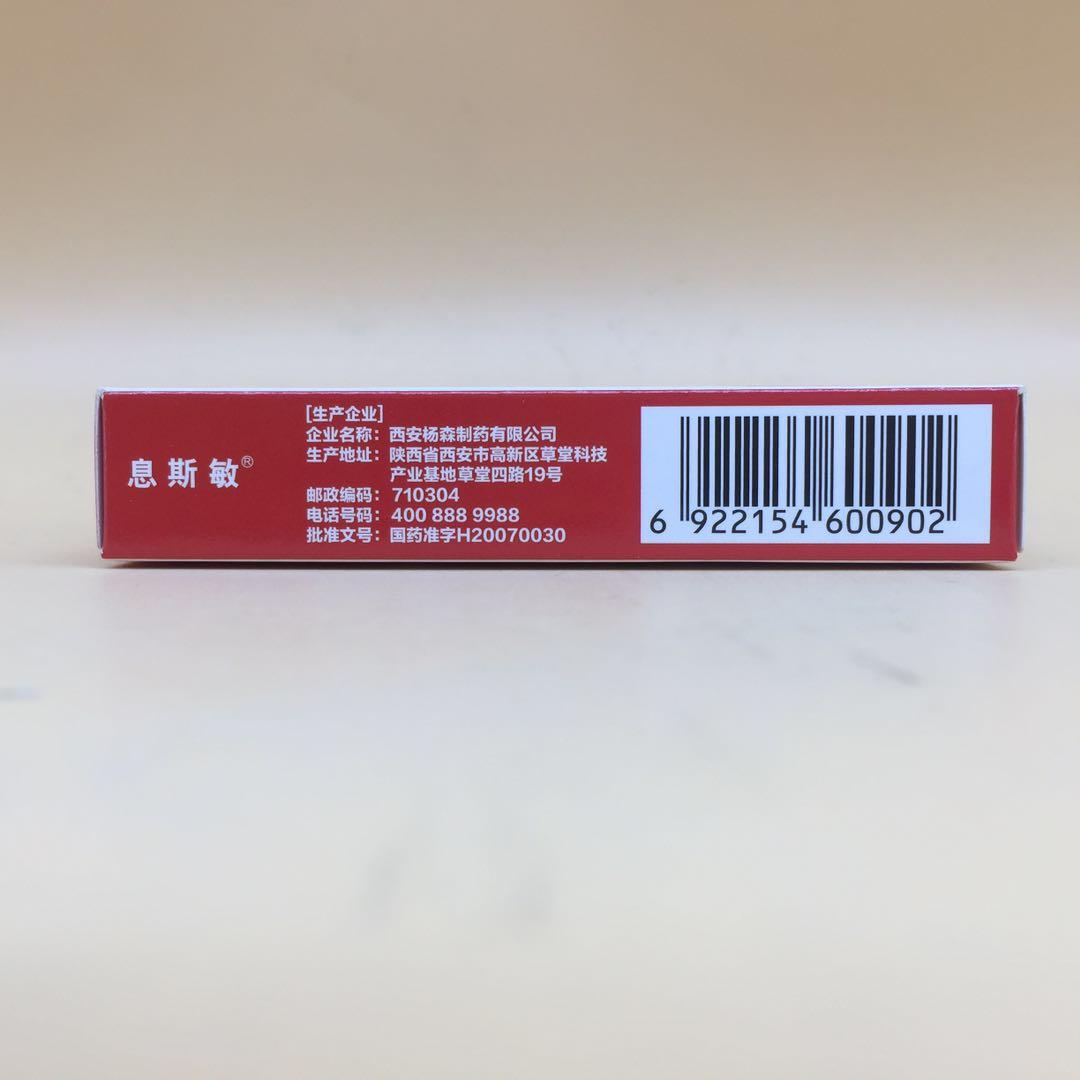 息斯敏®
[生产企业]
企业名称：西安杨森制药有限公司
生产地址：陕西省西安市高新区草堂科技
产业基地草堂四路19号
邮政编码：710304
电话号码：400 888 9988
批准文号：国药准字H20070030
6 922154 600902